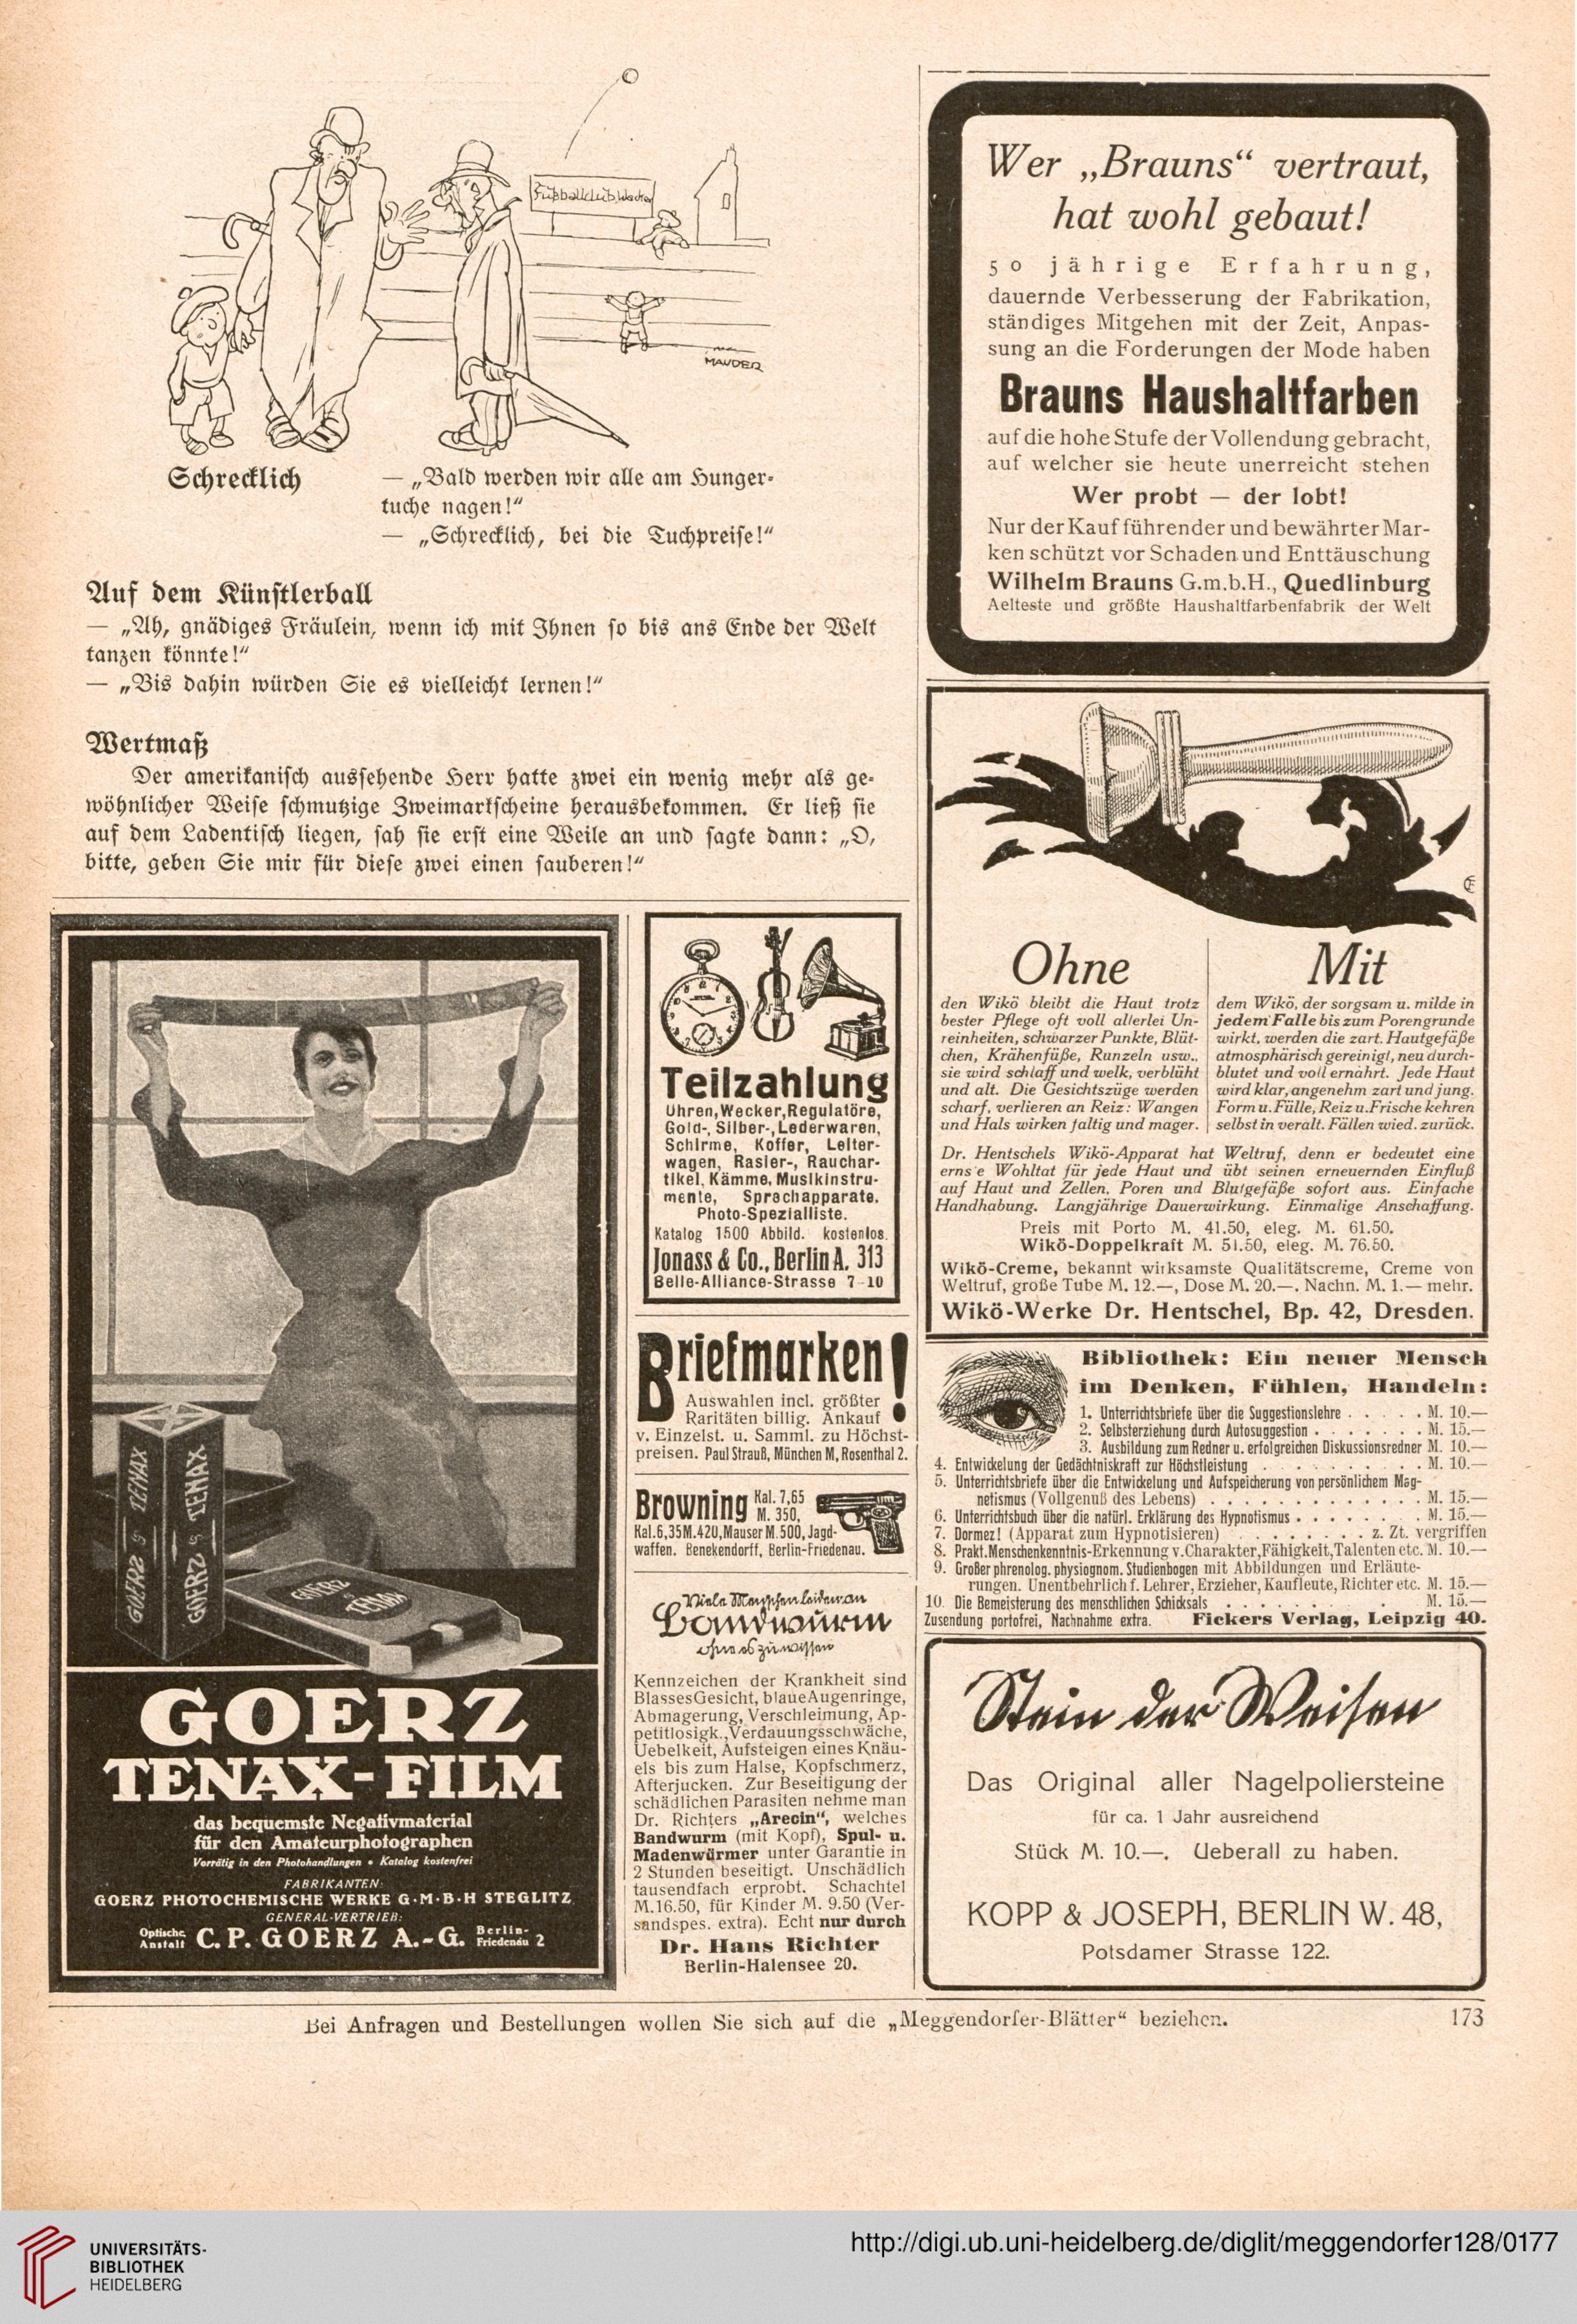 Fußballclub Wacker
MAUDER
Schrecklich
— „Bald werden wir alle am Hunger-
tuche nagen!“
— „Schrecklich, bei die Tuchpreise!“
Auf dem Künstlerball
— „Ah, gnädiges Fräulein, wenn ich mit Ihnen so bis ans Ende der Welt
tanzen könnte!“
— „Bis dahin würden Sie es vielleicht lernen!“
Wertmaß
Der amerikanisch aussehende Herr hatte zwei ein wenig mehr als ge-
wöhnlicher Weise schmutzige Zweimarkscheine herausbekommen. Er ließ sie
auf dem Ladentisch liegen, sah sie erst eine Weile an und sagte dann: „O,
bitte, geben Sie mir für diese zwei einen sauberen!“
GOERZ TENAX
GOERZ TENAX
GOERZ
TENAX
GOERZ
TENAX-FILM
das bequemste Negativmaterial
für den Amateurphotographen
Vorrätig in den Photohandlungen • Katalog kostenfrei
FABRIKANTEN:
GOERZ PHOTOCHEMISCHE WERKE G·M·B·H STEGLITZ
GENERAL-VERTRIEB:
Optische Anstalt C. P. GOERZ A.-G. Berlin-Friedenau 2
Teilzahlung
Uhren, Wecker, Regulatöre,
Gold-, Silber-, Lederwaren,
Schirme, Koffer, Leiter-
wagen, Rasier-, Rauchar-
tikel, Kämme, Musikinstru-
mente, Sprechapparate.
Photo-Spezialliste.
Katalog 1500 Abbild. kostenlos.
Jonass & Co., Berlin A. 313
Belle-Alliance-Strasse 7-10
Briefmarken!
Auswahlen incl. größter
Raritäten billig. Ankauf
v. Einzelst. u. Samml. zu Höchst-
preisen. Paul Strauß, München M, Rosenthal 2.
Browning Kal. 7,65
M. 350,
Kal. 6,35 M. 420, Mauser M. 500, Jagd-
waffen. Benekendorff, Berlin-Friedenau.
Viele Menschen leiden an
Bandwurm
ohne es zu wissen
Kennzeichen der Krankheit sind
Blasses Gesicht, blaue Augenringe,
Abmagerung, Verschleimung, Ap-
petitlosigk., Verdauungsschwäche,
Uebelkeit, Aufsteigen eines Knäu-
els bis zum Halse, Kopfschmerz,
Afterjucken. Zur Beseitigung der
schädlichen Parasiten nehme man
Dr. Richters „Arecin“, welches
Bandwurm (mit Kopf), Spul- u.
Madenwürmer unter Garantie in
2 Stunden beseitigt. Unschädlich
tausendfach erprobt. Schachtel
M. 16.50, für Kinder M. 9.50 (Ver-
sandspes. extra). Echt nur durch
Dr. Hans Richter
Berlin-Halensee 20.
Wer „Brauns“ vertraut,
hat wohl gebaut!
50 jährige Erfahrung,
dauernde Verbesserung der Fabrikation,
ständiges Mitgehen mit der Zeit, Anpas-
sung an die Forderungen der Mode haben
Brauns Haushaltfarben
auf die hohe Stufe der Vollendung gebracht,
auf welcher sie heute unerreicht stehen
Wer probt — der lobt!
Nur der Kauf führender und bewährter Mar-
ken schützt vor Schaden und Enttäuschung
Wilhelm Brauns G.m.b.H., Quedlinburg
Aelteste und größte Haushaltfarbenfabrik der Welt
Ohne
den Wikö bleibt die Haut trotz
bester Pflege oft voll allerlei Un-
reinheiten, schwarzer Punkte, Blüt-
chen, Krähenfüße, Runzeln usw.,
sie wird schlaff und welk, verblüht
und alt. Die Gesichtszüge werden
scharf, verlieren an Reiz: Wangen
und Hals wirken faltig und mager.
Mit
dem Wikö, der sorgsam u. milde in
jedem Falle bis zum Porengrunde
wirkt, werden die zart. Hautgefäße
atmosphärisch gereinigt, neu durch-
blutet und voll ernährt. Jede Haut
wird klar, angenehm zart und jung.
Form u. Fülle, Reiz u. Frische kehren
selbst in veralt. Fällen wied. zurück.
Dr. Hentschels Wikö-Apparat hat Weltruf, denn er bedeutet eine
ernste Wohltat für jede Haut und übt seinen erneuernden Einfluß
auf Haut und Zellen, Poren und Blutgefäße sofort aus. Einfache
Handhabung. Langjährige Dauerwirkung. Einmalige Anschaffung.
Preis mit Porto M. 41.50, eleg. M. 61.50.
Wikö-Doppelkraft M. 51.50, eleg. M. 76.50.
Wikö-Creme, bekannt wirksamste Qualitätscreme, Creme von
Weltruf, große Tube M. 12.—, Dose M. 20.—. Nachn. M. 1.— mehr.
Wikö-Werke Dr. Hentschel, Bp. 42, Dresden.
Bibliothek: Ein neuer Mensch
im Denken, Fühlen, Handeln:
1. Unterrichtsbriefe über die Suggestionslehre . . . . . M. 10.—
2. Selbsterziehung durch Autosuggestion . . . . . . . M. 15.—
3. Ausbildung zum Redner u. erfolgreichen Diskussionsredner M. 10.—
4. Entwickelung der Gedächtniskraft zur Höchstleistung . . . . . . . . M. 10.—
5. Unterrichtsbriefe über die Entwickelung und Aufspeicherung von persönlichem Mag-
netismus (Vollgenuß des Lebens) . . . . . . . . . . . . . M. 15.—
6. Unterrichtsbuch über die natürl. Erklärung des Hypnotismus . . . . . . . M. 15.—
7. Dormez! (Apparat zum Hypnotisieren) . . . . . . . . z. Zt. vergriffen
8. Prakt. Menschenkenntnis-Erkennung v. Charakter, Fähigkeit, Talenten etc. M. 10.—
9. Großer phrenolog. physiognom. Studienbogen mit Abbildungen und Erläute-
rungen. Unentbehrlich f. Lehrer, Erzieher, Kaufleute, Richter etc. M. 15.—
10. Die Bemeisterung des menschlichen Schicksals . . . . . . . . . M. 15.—
Zusendung portofrei, Nachnahme extra. Fickers Verlag, Leipzig 40.
Stein der Weisen
Das Original aller Nagelpoliersteine
für ca. 1 Jahr ausreichend
Stück M. 10.—. Ueberall zu haben.
KOPP & JOSEPH, BERLIN W. 48,
Potsdamer Strasse 122.
Bei Anfragen und Bestellungen wollen Sie sich auf die „Meggendorfer-Blätter“ beziehen.
173
UNIVERSITÄTS-
BIBLIOTHEK
HEIDELBERG
http://digi.ub.uni-heidelberg.de/diglit/meggendorfer128/0177